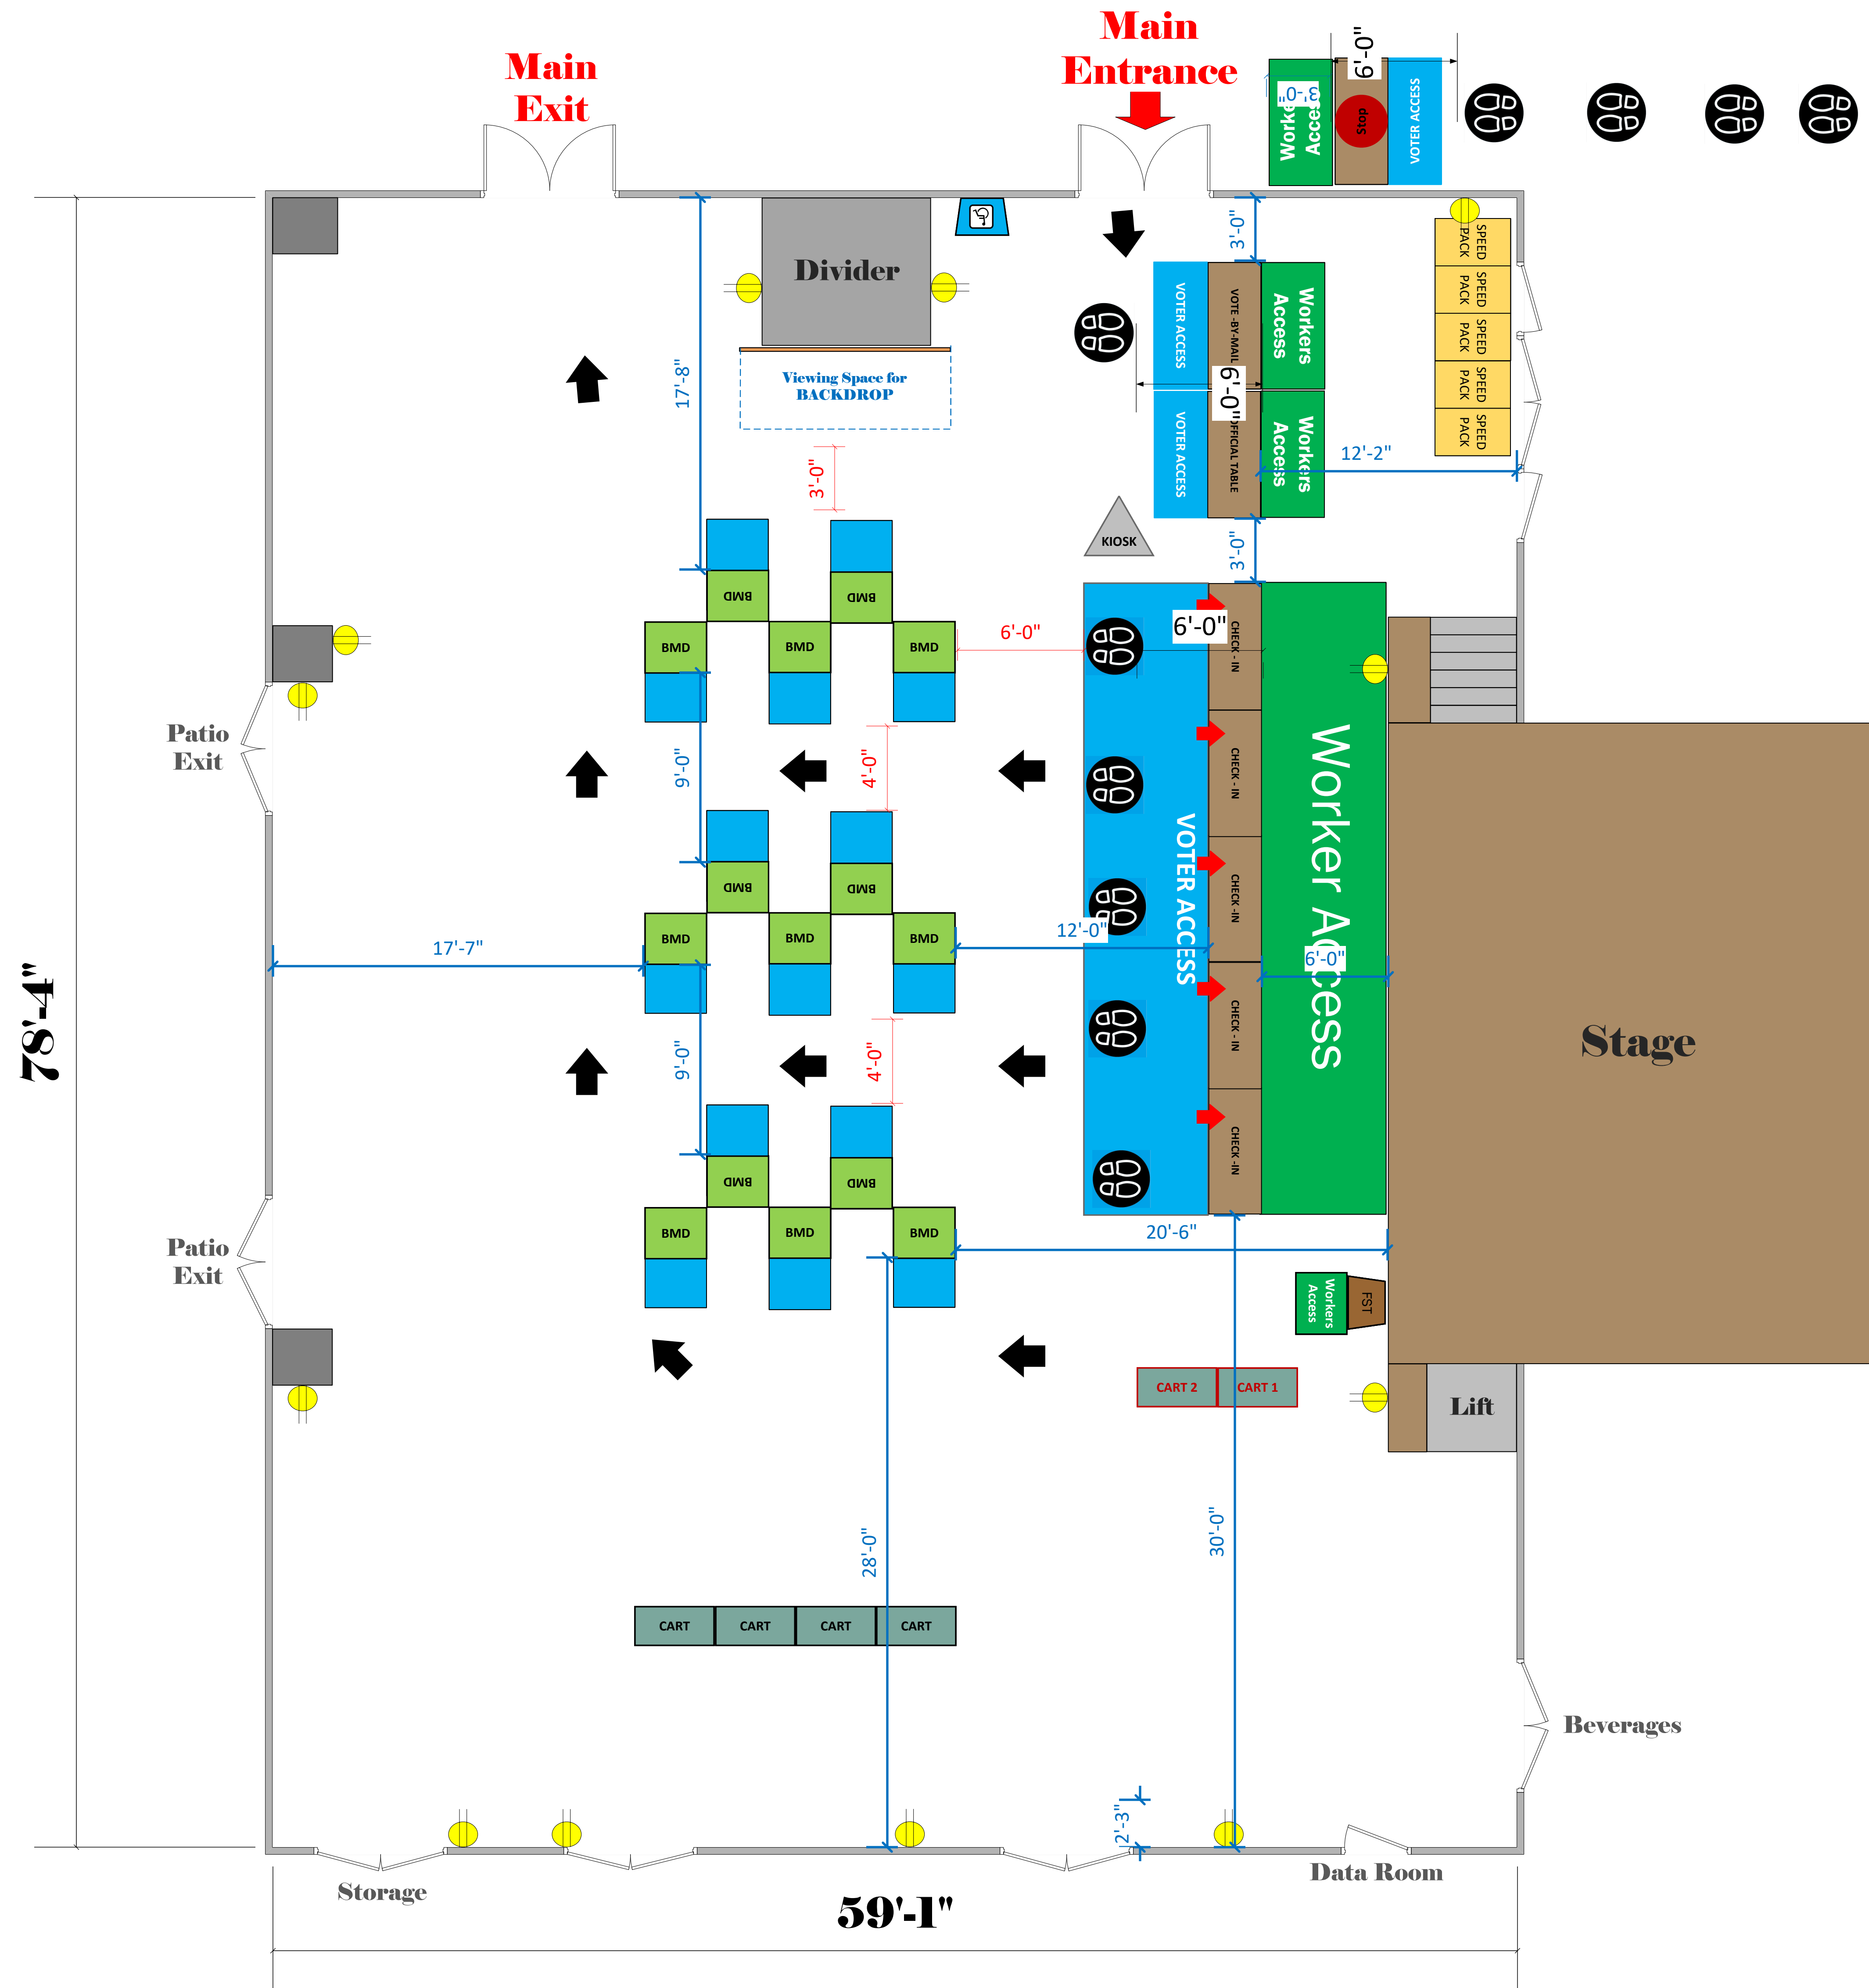 Main
Exit
Main
Entrance
Worke
Acces
3'-0"
Stop
6'-0"
VOTER ACCESS
Divider
Viewing Space for
BACKDROP
17'-8"
3'-0"
VOTER ACCESS
VOTE -BY-MAIL
Workers
Access
6'-0"
VOTER ACCESS
OFFICIAL TABLE
Workers
Access
SPEED
PACK
SPEED
PACK
SPEED
PACK
SPEED
PACK
SPEED
PACK
12'-2"
3'-0"
3'-0"
KIOSK
BMD
BMD
BMD
BMD
BMD
6'-0"
6'-0"
CHECK - IN
CHECK - IN
CHECK -IN
CHECK - IN
CHECK -IN
VOTER ACCESS
Worker Access
Patio
Exit
9'-0"
4'-0"
BMD
BMD
BMD
BMD
BMD
17'-7"
12'-0"
6'-0"
78'-4"
Stage
9'-0"
4'-0"
BMD
BMD
BMD
BMD
BMD
20'-6"
Patio
Exit
Workers
Access
FST
CART 2
CART 1
Lift
28'-0"
30'-0"
CART
CART
CART
CART
Beverages
2'-3"
Storage
Data Room
59'-1"